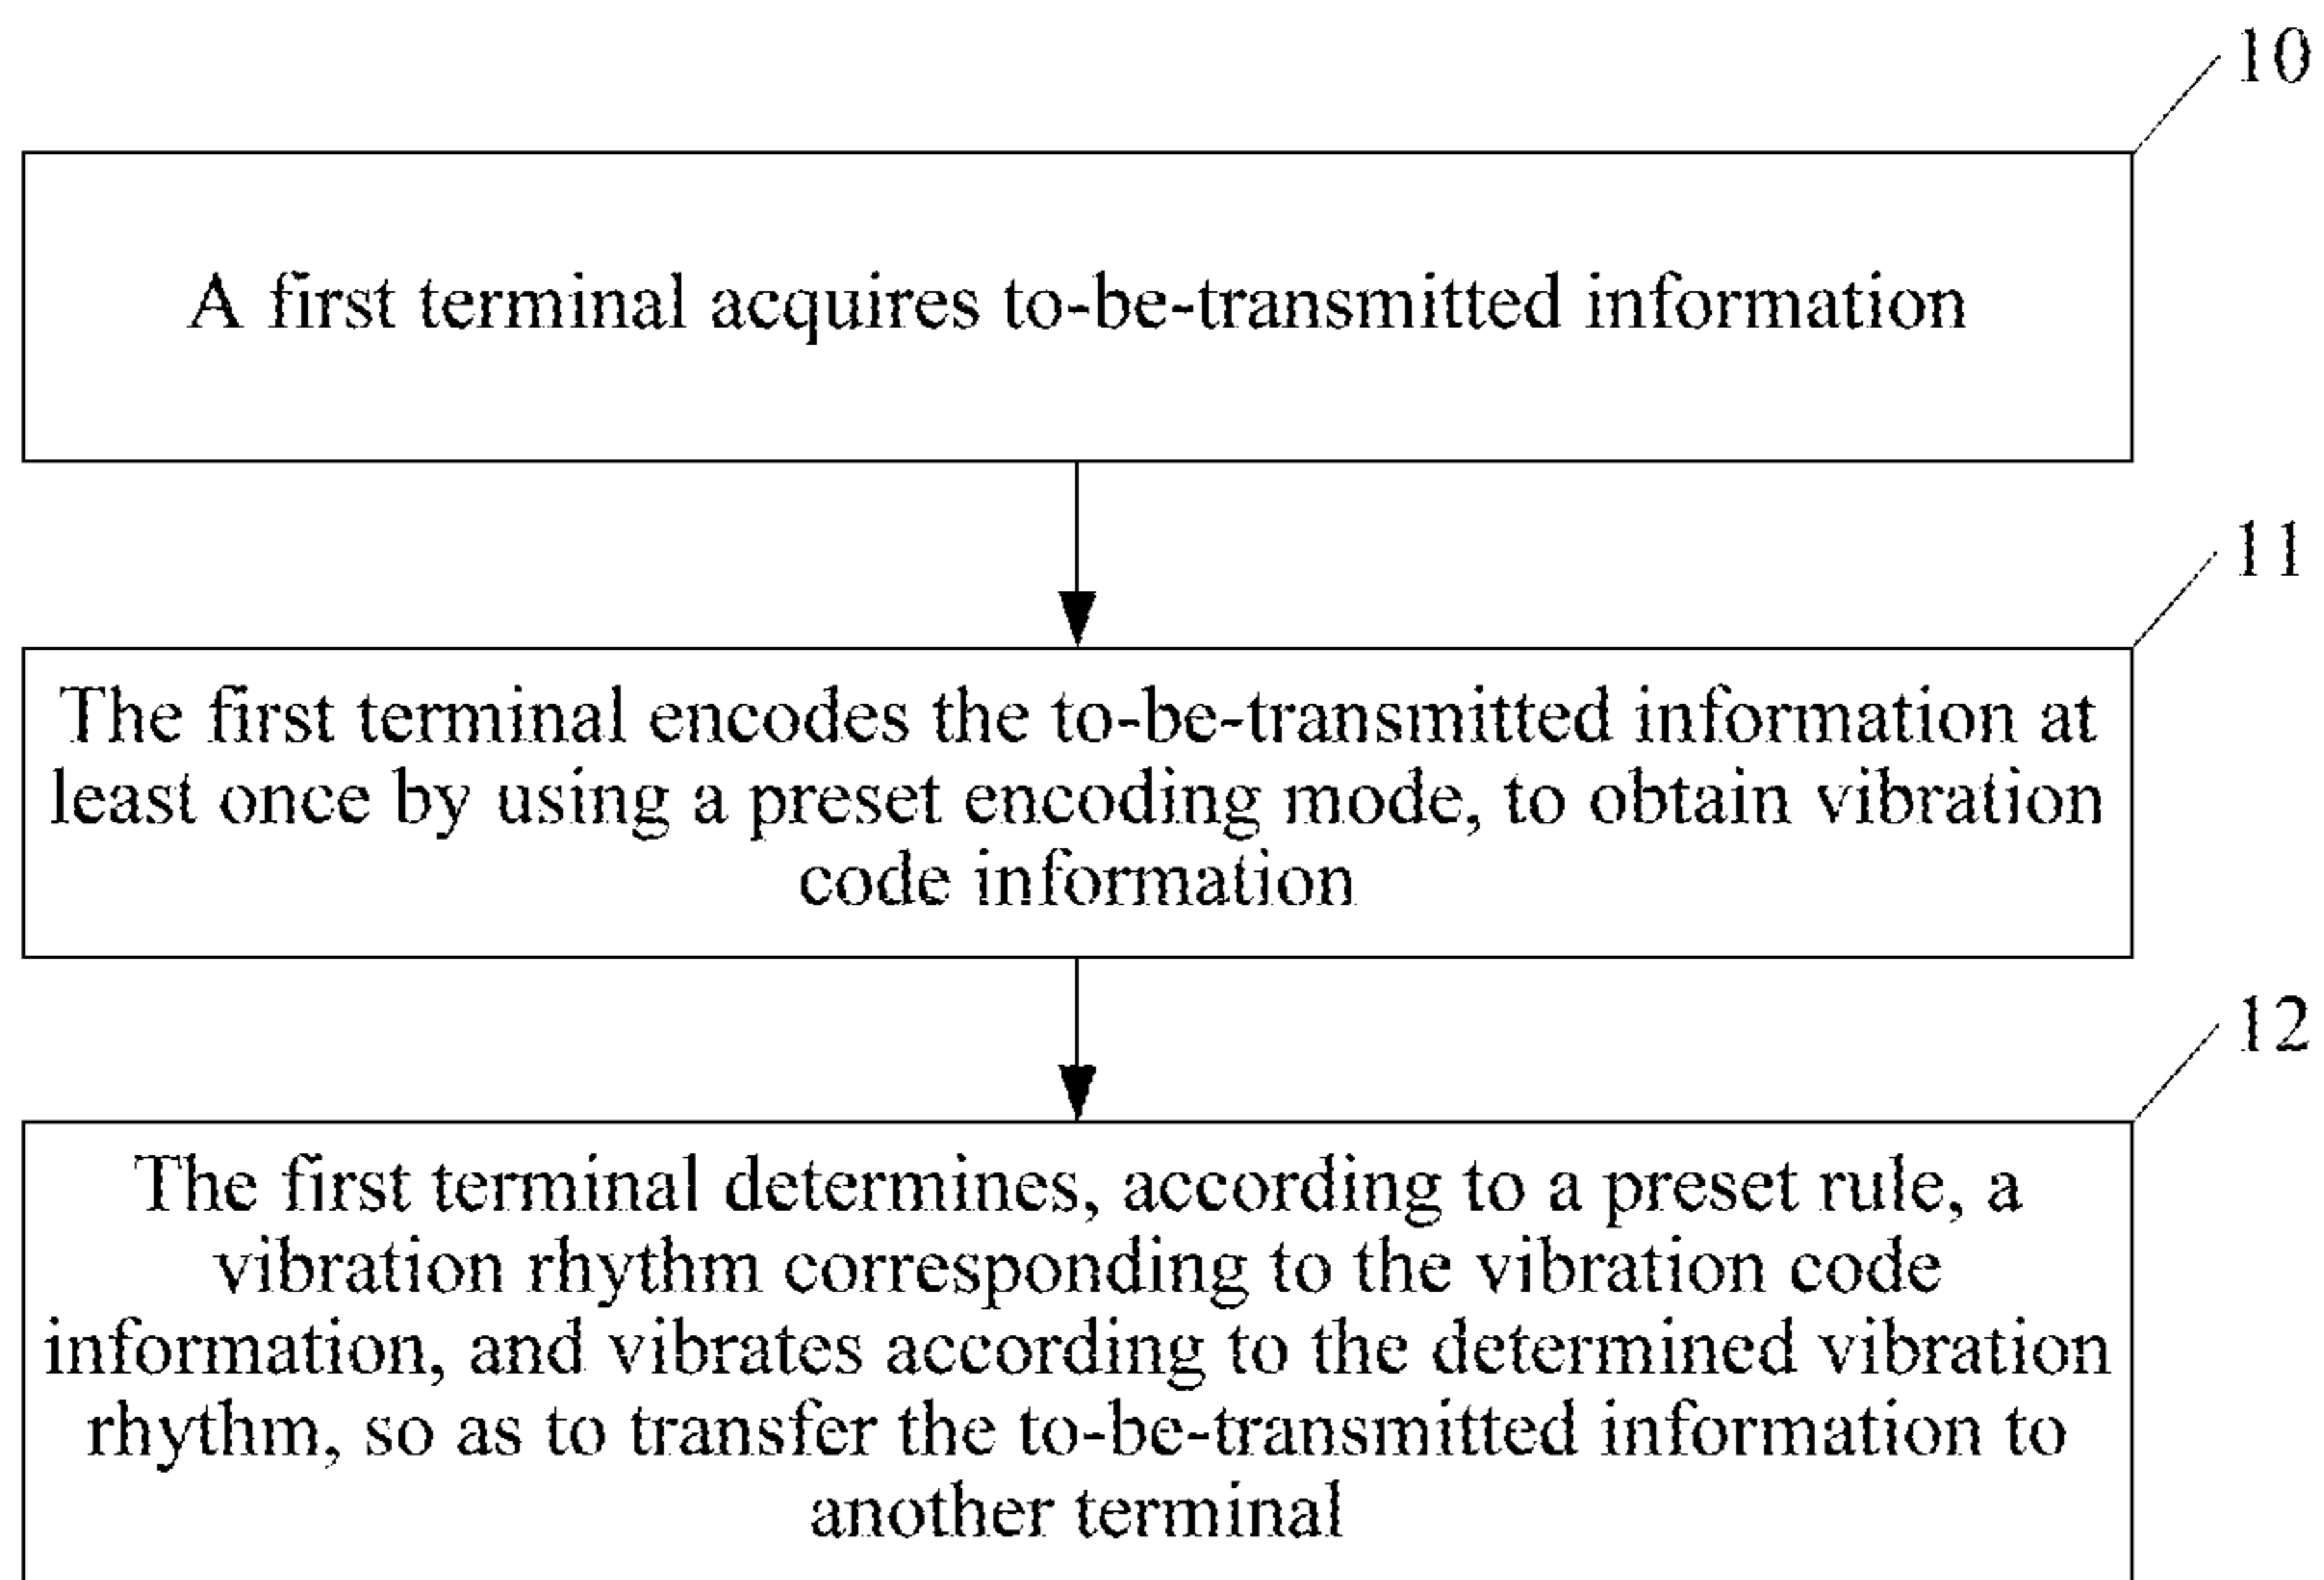 10
A first terminal acquires to-be-transmitted information
11
The first terminal encodes the to-be-transmitted information at
least once by using a preset encoding mode, to obtain vibration
code information
12
The first terminal determines, according to a preset rule, a
vibration rhythm corresponding to the vibration code
information, and vibrates according to the determined vibration
rhythm, so as to transfer the to-be-transmitted information to
another terminal